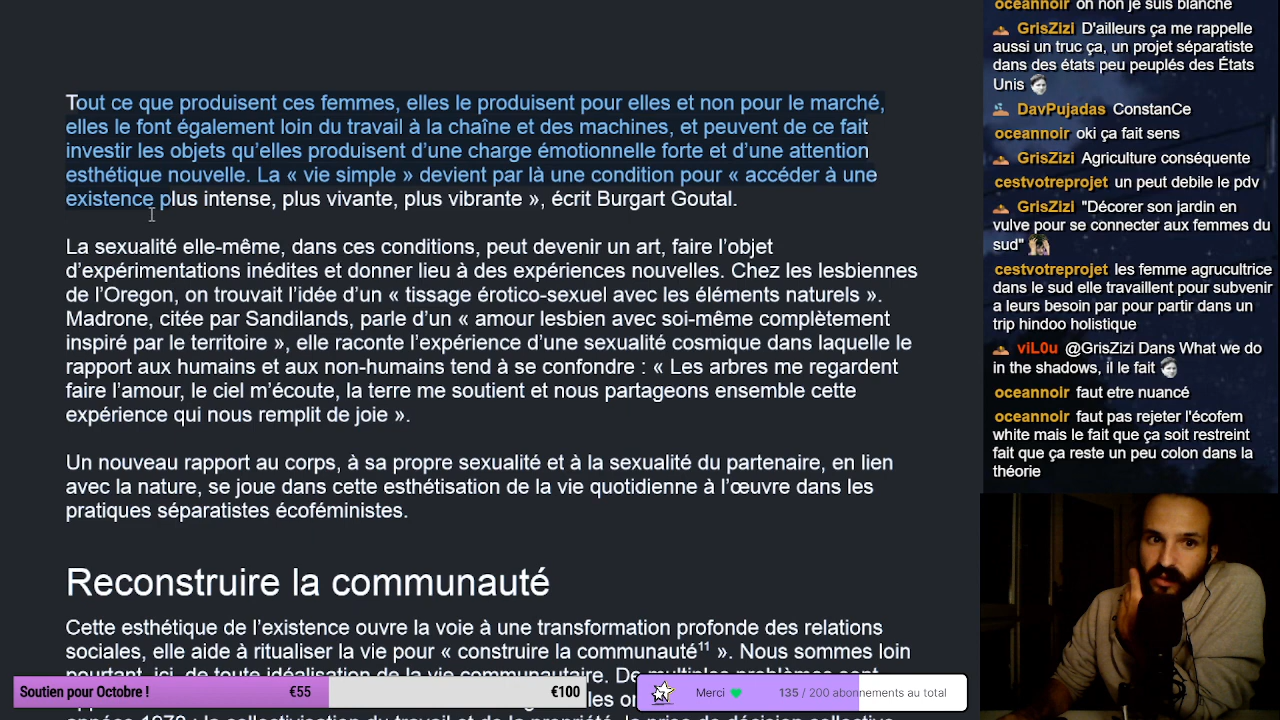 Tout ce que produisent ces femmes, elles le produisent pour elles et non pour le marché,
elles le font également loin du travail à la chaîne et des machines, et peuvent de ce fait
investir les objets qu’elles produisent d’une charge émotionnelle forte et d’une attention
esthétique nouvelle. La « vie simple » devient par là une condition pour « accéder à une
existence plus intense, plus vivante, plus vibrante », écrit Burgart Goutal.
La sexualité elle-même, dans ces conditions, peut devenir un art, faire l’objet
d’expérimentations inédites et donner lieu à des expériences nouvelles. Chez les lesbiennes
de l’Oregon, on trouvait l’idée d’un « tissage érotico-sexuel avec les éléments naturels ».
Madrone, citée par Sandilands, parle d’un « amour lesbien avec soi-même complètement
inspiré par le territoire », elle raconte l’expérience d’une sexualité cosmique dans laquelle le
rapport aux humains et aux non-humains tend à se confondre : « Les arbres me regardent
faire l’amour, le ciel m’écoute, la terre me soutient et nous partageons ensemble cette
expérience qui nous remplit de joie ».
Un nouveau rapport au corps, à sa propre sexualité et à la sexualité du partenaire, en lien
avec la nature, se joue dans cette esthétisation de la vie quotidienne à l’œuvre dans les
pratiques séparatistes écoféministes.
Reconstruire la communauté
Cette esthétique de l’existence ouvre la voie à une transformation profonde des relations
sociales, elle aide à ritualiser la vie pour « construire la communauté¹¹ ». Nous sommes loin
pourtant, ici, de toute idéalisation de la vie communautaire. De multiples problèmes sont
Soutien pour Octobre ! €55 €100
Merci 135 / 200 abonnements au total
oceannoir oh non je suis blanche
GrisZizi D'ailleurs ça me rappelle
aussi un truc ça, un projet séparatiste
dans des états peu peuplés des États
Unis
DavPujadas ConstanCe
oceannoir oki ça fait sens
GrisZizi Agriculture conséquente
cestvotreprojet un peut debile le pdv
GrisZizi "Décorer son jardin en
vulve pour se connecter aux femmes du
sud"
cestvotreprojet les femme agrucultrice
dans le sud elle travaillent pour subvenir
a leurs besoin par pour partir dans un
trip hindoo holistique
viL0u @GrisZizi Dans What we do
in the shadows, il le fait
oceannoir faut etre nuancé
oceannoir faut pas rejeter l'écofem
white mais le fait que ça soit restreint
fait que ça reste un peu colon dans la
théorie